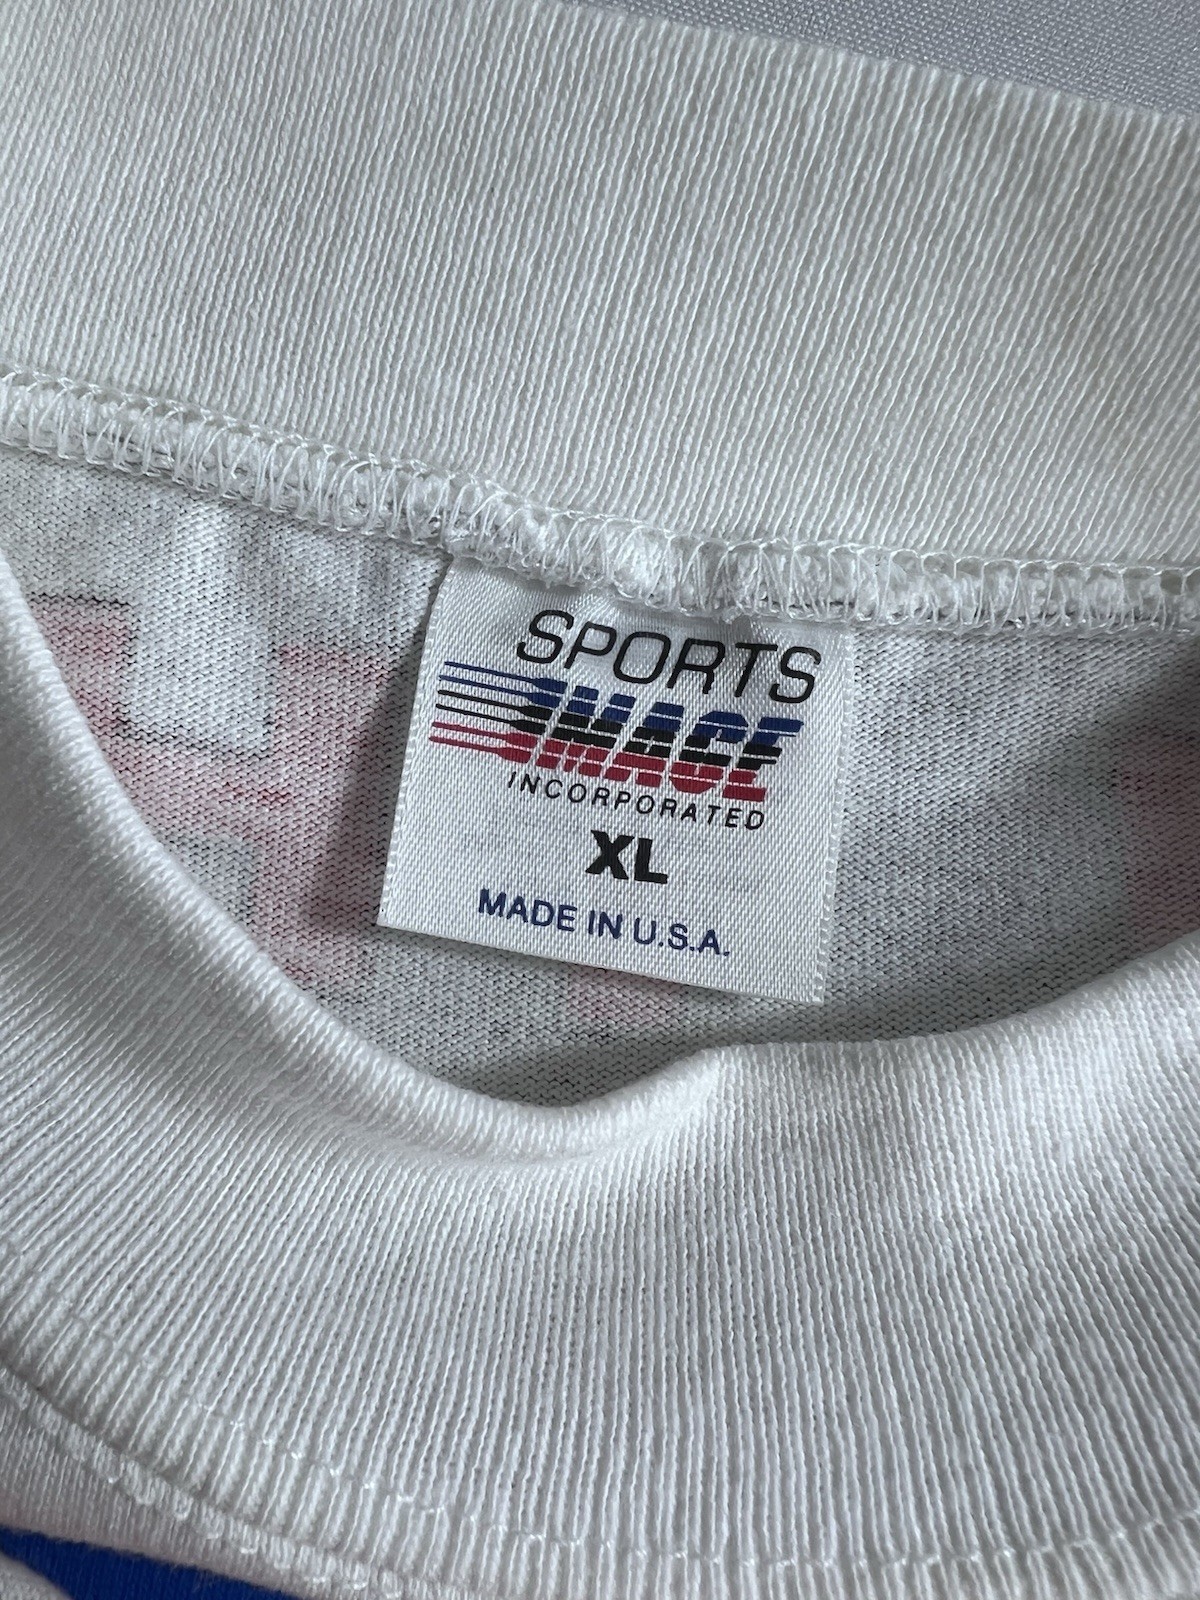 SPORTS
IMAGE
INCORPORATED
XL
MADE IN U.S.A.